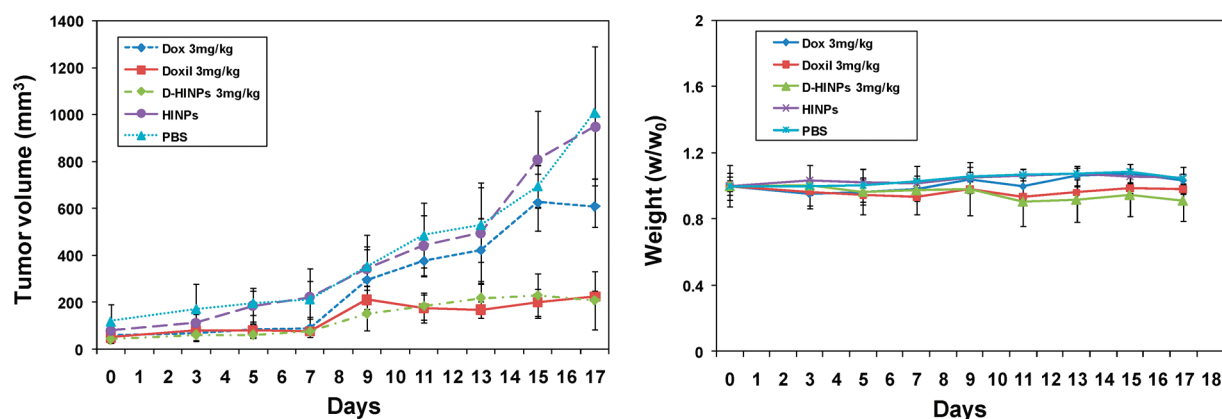 1400
1200
1000
800
600
400
200
0
Tumor volume (mm³)
Dox 3mg/kg
Doxil 3mg/kg
D-HINPs 3mg/kg
HINPs
PBS
0 1 2 3 4 5 6 7 8 9 10 11 12 13 14 15 16 17
Days
2
1.6
1.2
0.8
0.4
0
Weight (w/w₀)
Dox 3mg/kg
Doxil 3mg/kg
D-HINPs 3mg/kg
HINPs
PBS
0 1 2 3 4 5 6 7 8 9 10 11 12 13 14 15 16 17 18
Days